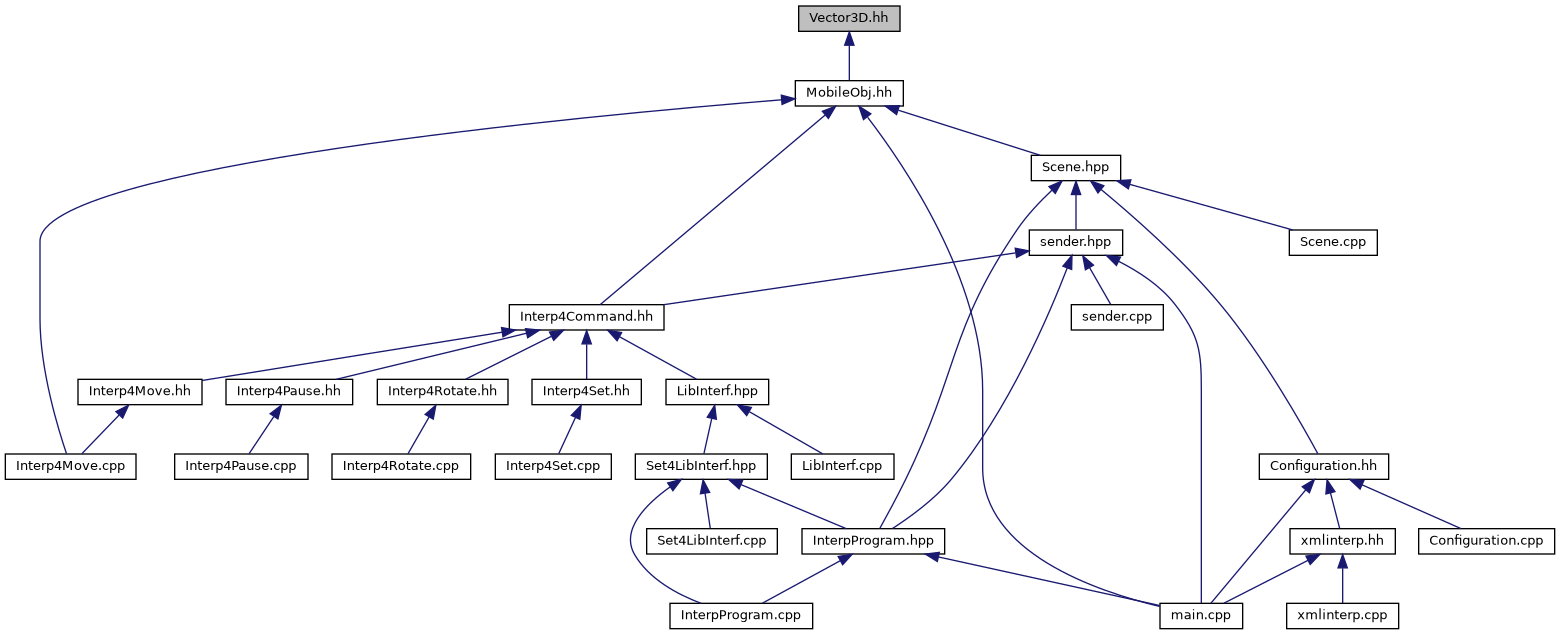 Vector3D.hh
MobileObj.hh
Scene.hpp
sender.hpp
Scene.cpp
Interp4Command.hh
sender.cpp
Interp4Move.hh
Interp4Pause.hh
Interp4Rotate.hh
Interp4Set.hh
LibInterf.hpp
Interp4Move.cpp
Interp4Pause.cpp
Interp4Rotate.cpp
Interp4Set.cpp
Set4LibInterf.hpp
LibInterf.cpp
Configuration.hh
Set4LibInterf.cpp
InterpProgram.hpp
xmlinterp.hh
Configuration.cpp
InterpProgram.cpp
main.cpp
xmlinterp.cpp